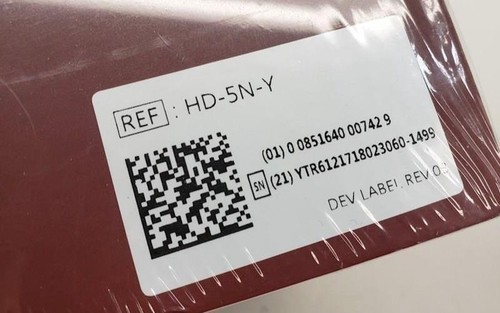 REF : HD-5N-Y
(01) 0 0851640 00742 9
SN (21) YTR6121718023060-1499
DEV LABEL REV 0